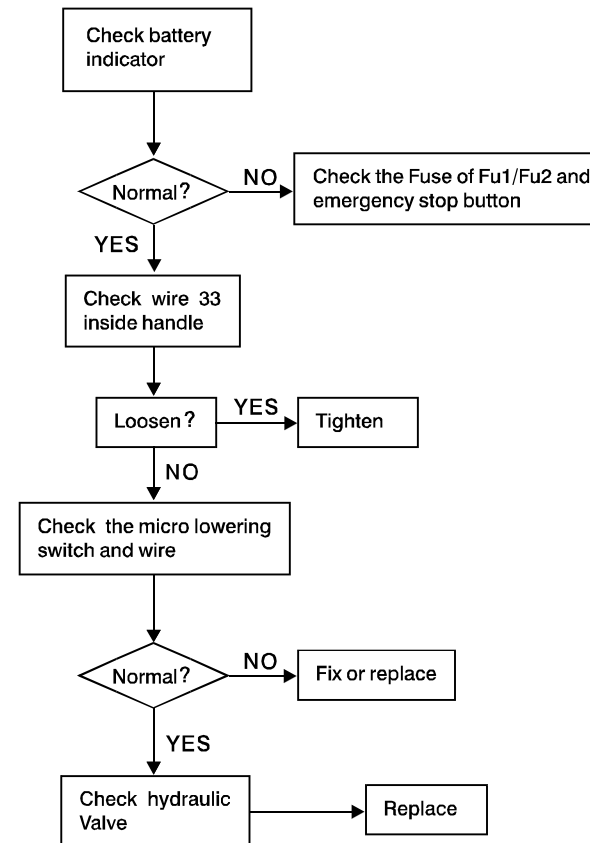 Check battery
indicator
Normal?
NO
Check the Fuse of Fu1/Fu2 and
emergency stop button
YES
Check wire 33
inside handle
Loosen?
YES
Tighten
NO
Check the micro lowering
switch and wire
Normal?
NO
Fix or replace
YES
Check hydraulic
Valve
Replace